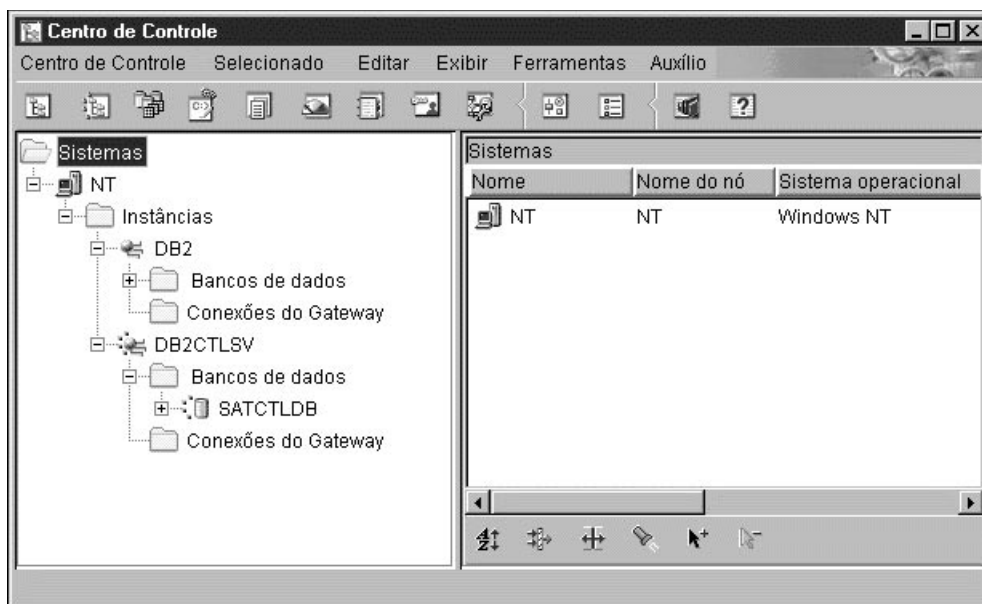 Centro de Controle
Centro de Controle Selecionado Editar Exibir Ferramentas Auxílio
Sistemas
NT
Instâncias
DB2
Bancos de dados
Conexões do Gateway
DB2CTLSV
Bancos de dados
SATCTLDB
Conexões do Gateway
Sistemas
Nome Nome do nó Sistema operacional
NT NT Windows NT